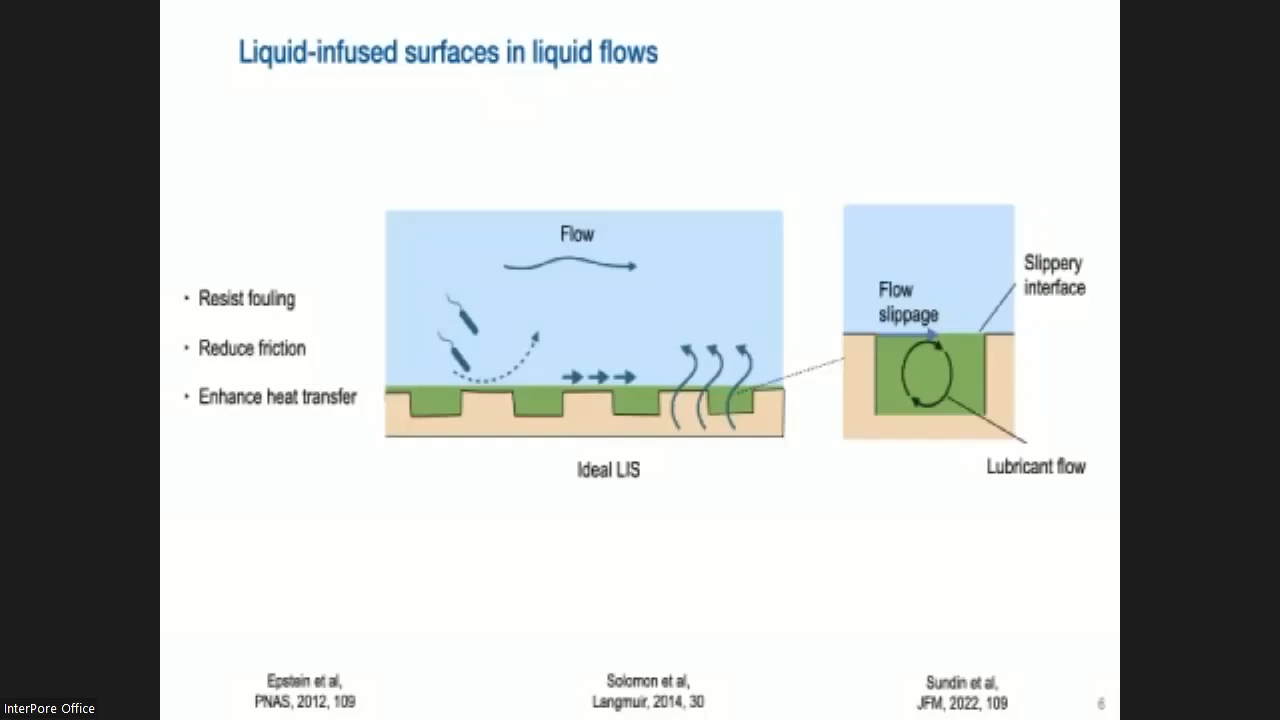 Liquid-infused surfaces in liquid flows
• Resist fouling
• Reduce friction
• Enhance heat transfer
Flow
Ideal LIS
Flow
slippage
Slippery
interface
Lubricant flow
Epstein et al,
PNAS, 2012, 109
Solomon et al,
Langmuir, 2014, 30
Sundin et al,
JFM, 2022, 109
6
InterPore Office